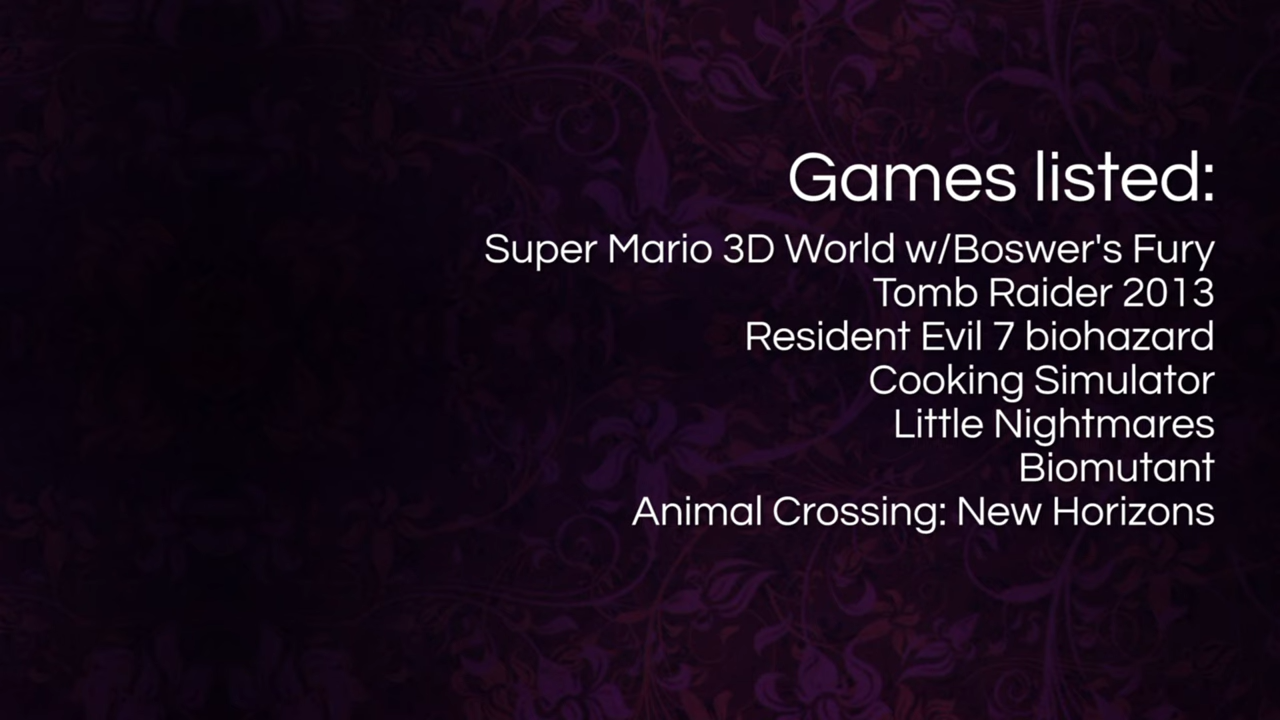 Games listed:
Super Mario 3D World w/Boswer's Fury
Tomb Raider 2013
Resident Evil 7 biohazard
Cooking Simulator
Little Nightmares
Biomutant
Animal Crossing: New Horizons